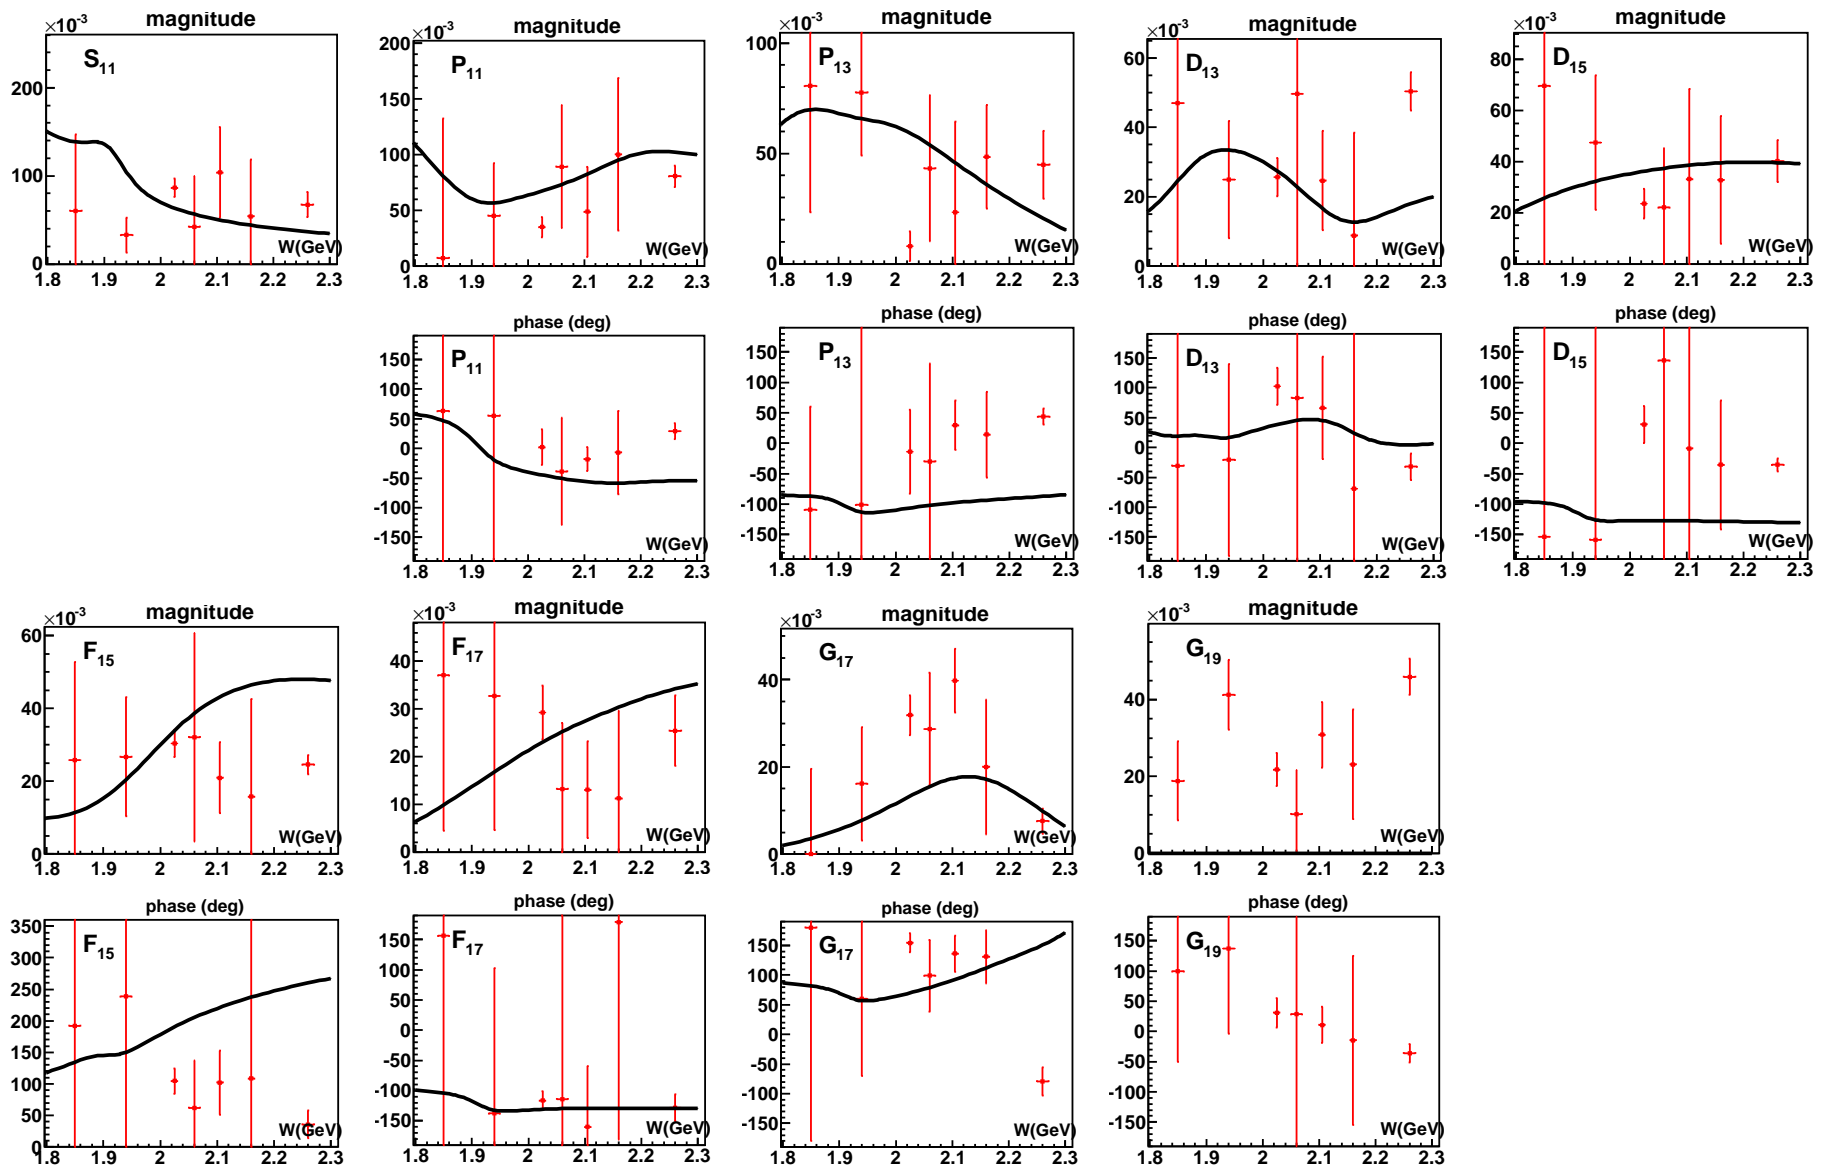 ×10⁻³ magnitude
S₁₁
200
100
0
W(GeV)
1.8 1.9 2 2.1 2.2 2.3
×10⁻³ magnitude
P₁₁
200
150
100
50
0
W(GeV)
1.8 1.9 2 2.1 2.2 2.3
×10⁻³ magnitude
P₁₃
100
50
0
W(GeV)
1.8 1.9 2 2.1 2.2 2.3
×10⁻³ magnitude
D₁₃
60
40
20
0
W(GeV)
1.8 1.9 2 2.1 2.2 2.3
×10⁻³ magnitude
D₁₅
80
60
40
20
0
W(GeV)
1.8 1.9 2 2.1 2.2 2.3
phase (deg)
P₁₁
150
100
50
0
-50
-100
-150
W(GeV)
1.8 1.9 2 2.1 2.2 2.3
phase (deg)
P₁₃
150
100
50
0
-50
-100
-150
W(GeV)
1.8 1.9 2 2.1 2.2 2.3
phase (deg)
D₁₃
150
100
50
0
-50
-100
-150
W(GeV)
1.8 1.9 2 2.1 2.2 2.3
phase (deg)
D₁₅
150
100
50
0
-50
-100
-150
W(GeV)
1.8 1.9 2 2.1 2.2 2.3
×10⁻³ magnitude
F₁₅
60
40
20
0
W(GeV)
1.8 1.9 2 2.1 2.2 2.3
×10⁻³ magnitude
F₁₇
40
30
20
10
0
W(GeV)
1.8 1.9 2 2.1 2.2 2.3
×10⁻³ magnitude
G₁₇
40
20
0
W(GeV)
1.8 1.9 2 2.1 2.2 2.3
×10⁻³ magnitude
G₁₉
40
20
0
W(GeV)
1.8 1.9 2 2.1 2.2 2.3
phase (deg)
F₁₅
350
300
250
200
150
100
50
0
W(GeV)
1.8 1.9 2 2.1 2.2 2.3
phase (deg)
F₁₇
150
100
50
0
-50
-100
-150
W(GeV)
1.8 1.9 2 2.1 2.2 2.3
phase (deg)
G₁₇
150
100
50
0
-50
-100
-150
W(GeV)
1.8 1.9 2 2.1 2.2 2.3
phase (deg)
G₁₉
150
100
50
0
-50
-100
-150
W(GeV)
1.8 1.9 2 2.1 2.2 2.3